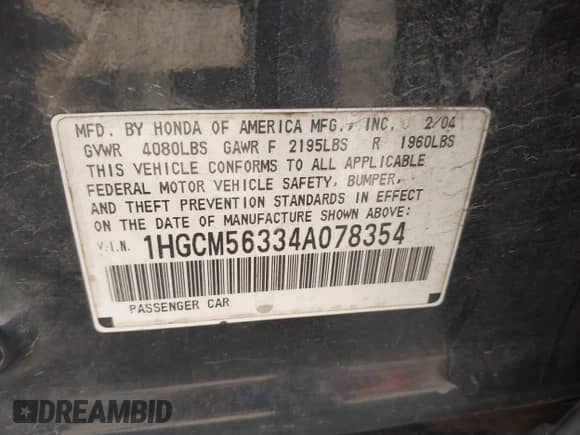 MFD. BY HONDA OF AMERICA MFG., INC. 2/04
GVWR 4080LBS GAWR F 2195LBS R 1960LBS
THIS VEHICLE CONFORMS TO ALL APPLICABLE
FEDERAL MOTOR VEHICLE SAFETY, BUMPER,
AND THEFT PREVENTION STANDARDS IN EFFECT
ON THE DATE OF MANUFACTURE SHOWN ABOVE:
V.I.N. 1HGCM56334A078354
PASSENGER CAR
DREAMBID